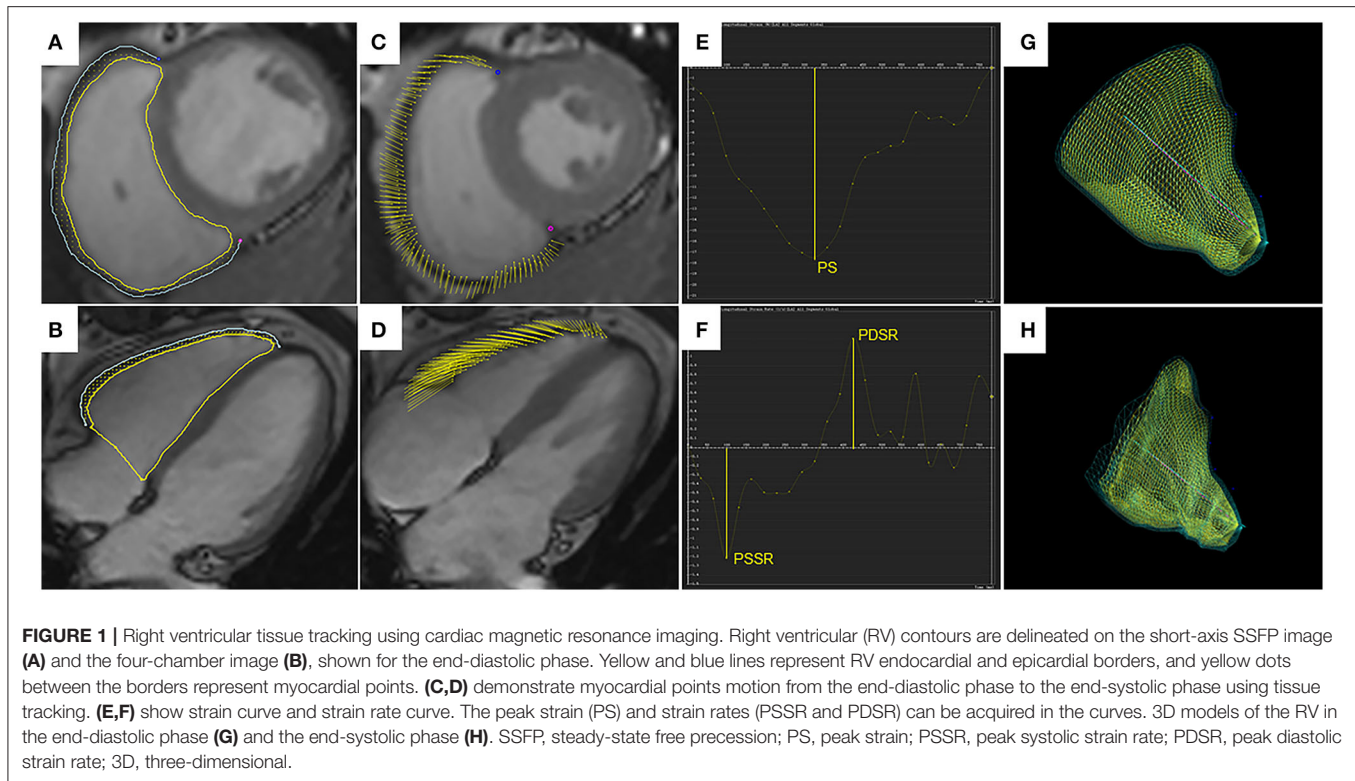 A
C
E
G
PS
B
D
F
H
PDSR
PSSR
FIGURE 1 | Right ventricular tissue tracking using cardiac magnetic resonance imaging. Right ventricular (RV) contours are delineated on the short-axis SSFP image
(A) and the four-chamber image (B), shown for the end-diastolic phase. Yellow and blue lines represent RV endocardial and epicardial borders, and yellow dots
between the borders represent myocardial points. (C,D) demonstrate myocardial points motion from the end-diastolic phase to the end-systolic phase using tissue
tracking. (E,F) show strain curve and strain rate curve. The peak strain (PS) and strain rates (PSSR and PDSR) can be acquired in the curves. 3D models of the RV in
the end-diastolic phase (G) and the end-systolic phase (H). SSFP, steady-state free precession; PS, peak strain; PSSR, peak systolic strain rate; PDSR, peak diastolic
strain rate; 3D, three-dimensional.